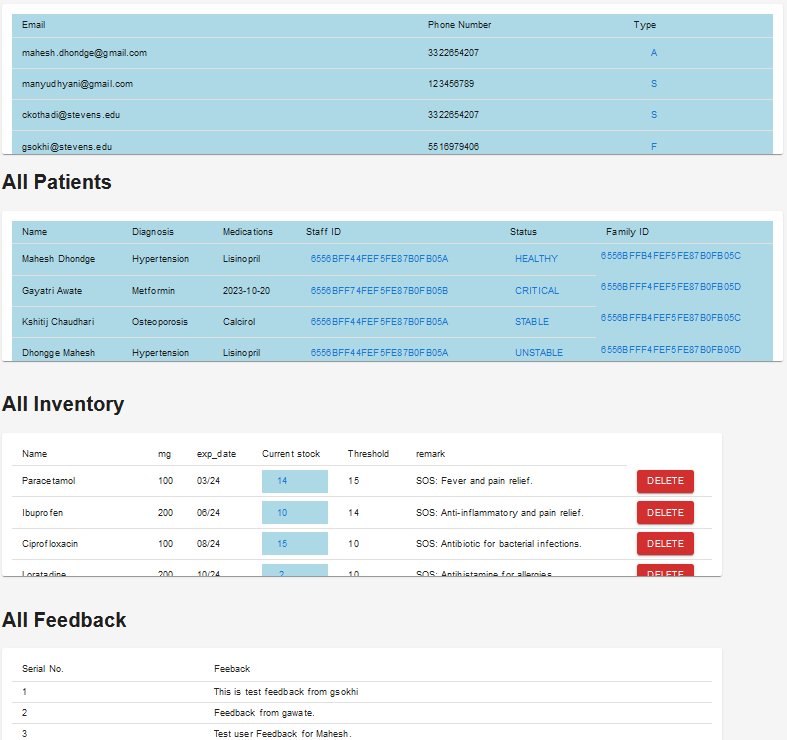 Email Phone Number Type
mahesh.dhondge@gmail.com 3322654207 A
manyudhyani@gmail.com 123456789 S
ckothadi@stevens.edu 3322654207 S
gsokhi@stevens.edu 5516979406 F
All Patients
Name Diagnosis Medications Staff ID Status Family ID
Mahesh Dhondge Hypertension Lisinopril 6556BFF44FEF5FE87B0FB05A HEALTHY 6556BFFB4FEF5FE87B0FB05C
Gayatri Awate Metformin 2023-10-20 6556BFF74FEF5FE87B0FB05B CRITICAL 6556BFFF4FEF5FE87B0FB05D
Kshitij Chaudhari Osteoporosis Calcirol 6556BFF44FEF5FE87B0FB05A STABLE 6556BFFB4FEF5FE87B0FB05C
Dhongge Mahesh Hypertension Lisinopril 6556BFF44FEF5FE87B0FB05A UNSTABLE 6556BFFF4FEF5FE87B0FB05D
All Inventory
Name mg exp_date Current stock Threshold remark
Paracetamol 100 03/24 14 15 SOS: Fever and pain relief. DELETE
Ibuprofen 200 06/24 10 14 SOS: Anti-inflammatory and pain relief. DELETE
Ciprofloxacin 100 08/24 15 10 SOS: Antibiotic for bacterial infections. DELETE
Loratadine 200 10/24 2 10 SOS: Antihistamine for allergies. DELETE
All Feedback
Serial No. Feeback
1 This is test feedback from gsokhi
2 Feedback from gawate.
3 Test user Feedback for Mahesh.